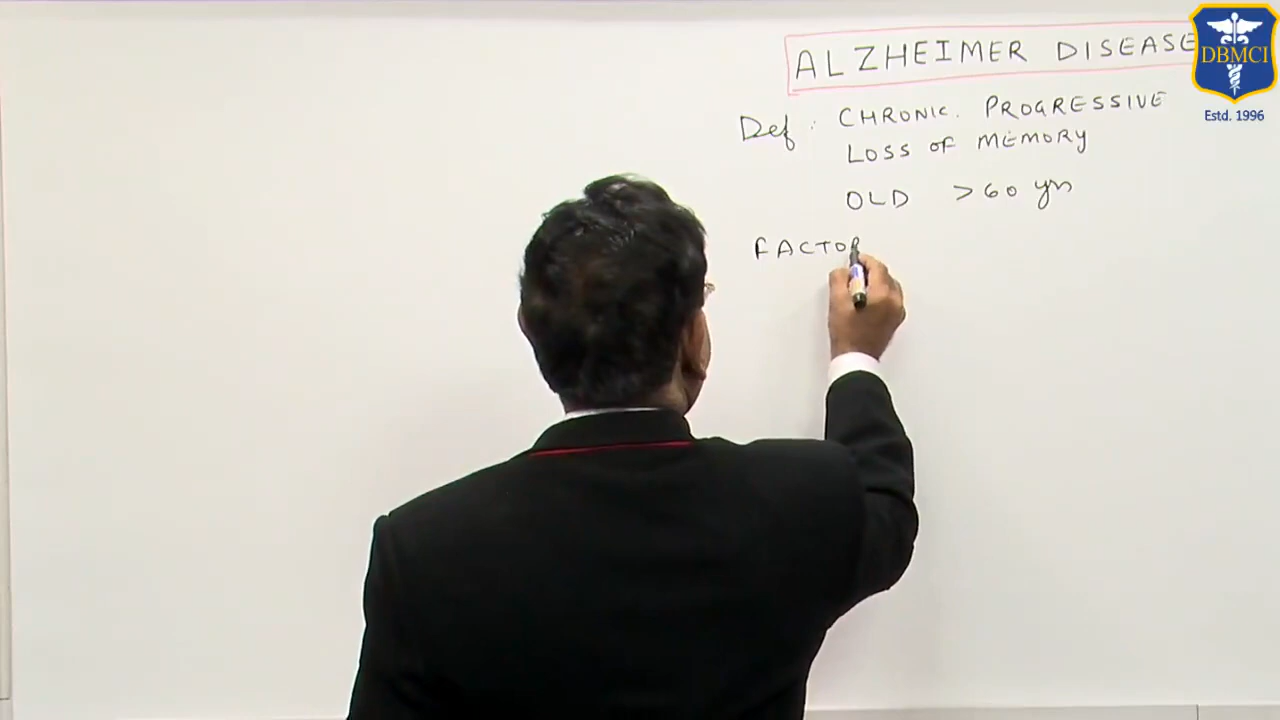 ALZHEIMER DISEASE
DBMCI
Estd. 1996
Def: CHRONIC. PROGRESSIVE
LOSS OF MEMORY
OLD >60 yrs
FACTOR